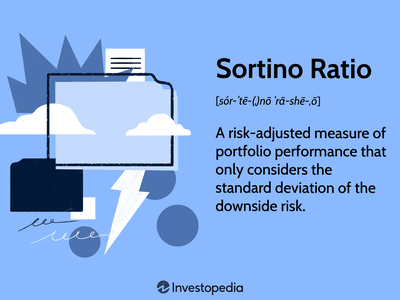 Sortino Ratio
[sór-ˈtē-(ˌ)nō ˈrā-shē-ˌō]
A risk-adjusted measure of
portfolio performance that
only considers the
standard deviation of the
downside risk.
Investopedia